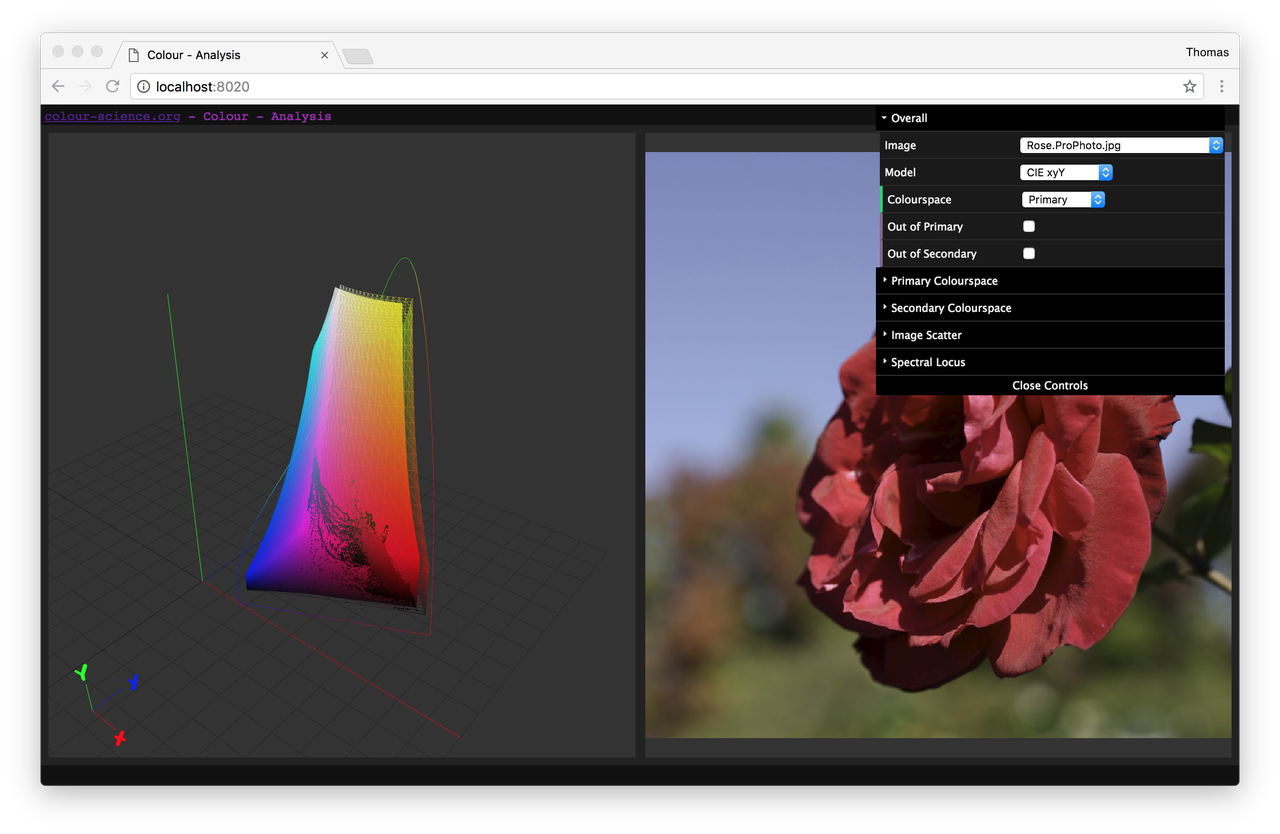 Colour - Analysis
Thomas
localhost:8020
colour-science.org - Colour - Analysis
Overall
Image Rose.ProPhoto.jpg
Model CIE xyY
Colourspace Primary
Out of Primary
Out of Secondary
Primary Colourspace
Secondary Colourspace
Image Scatter
Spectral Locus
Close Controls
Y
y
x